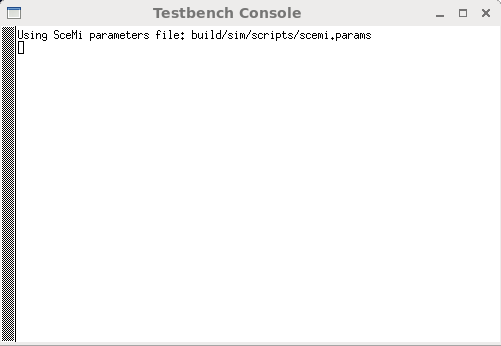 Testbench Console
Using SceMi parameters file: build/sim/scripts/scemi.params